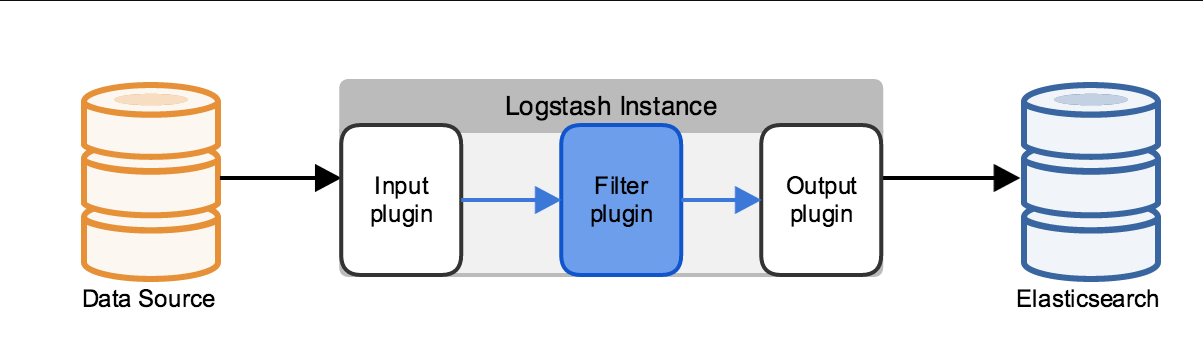 Logstash Instance
Input
plugin
Filter
plugin
Output
plugin
Data Source
Elasticsearch